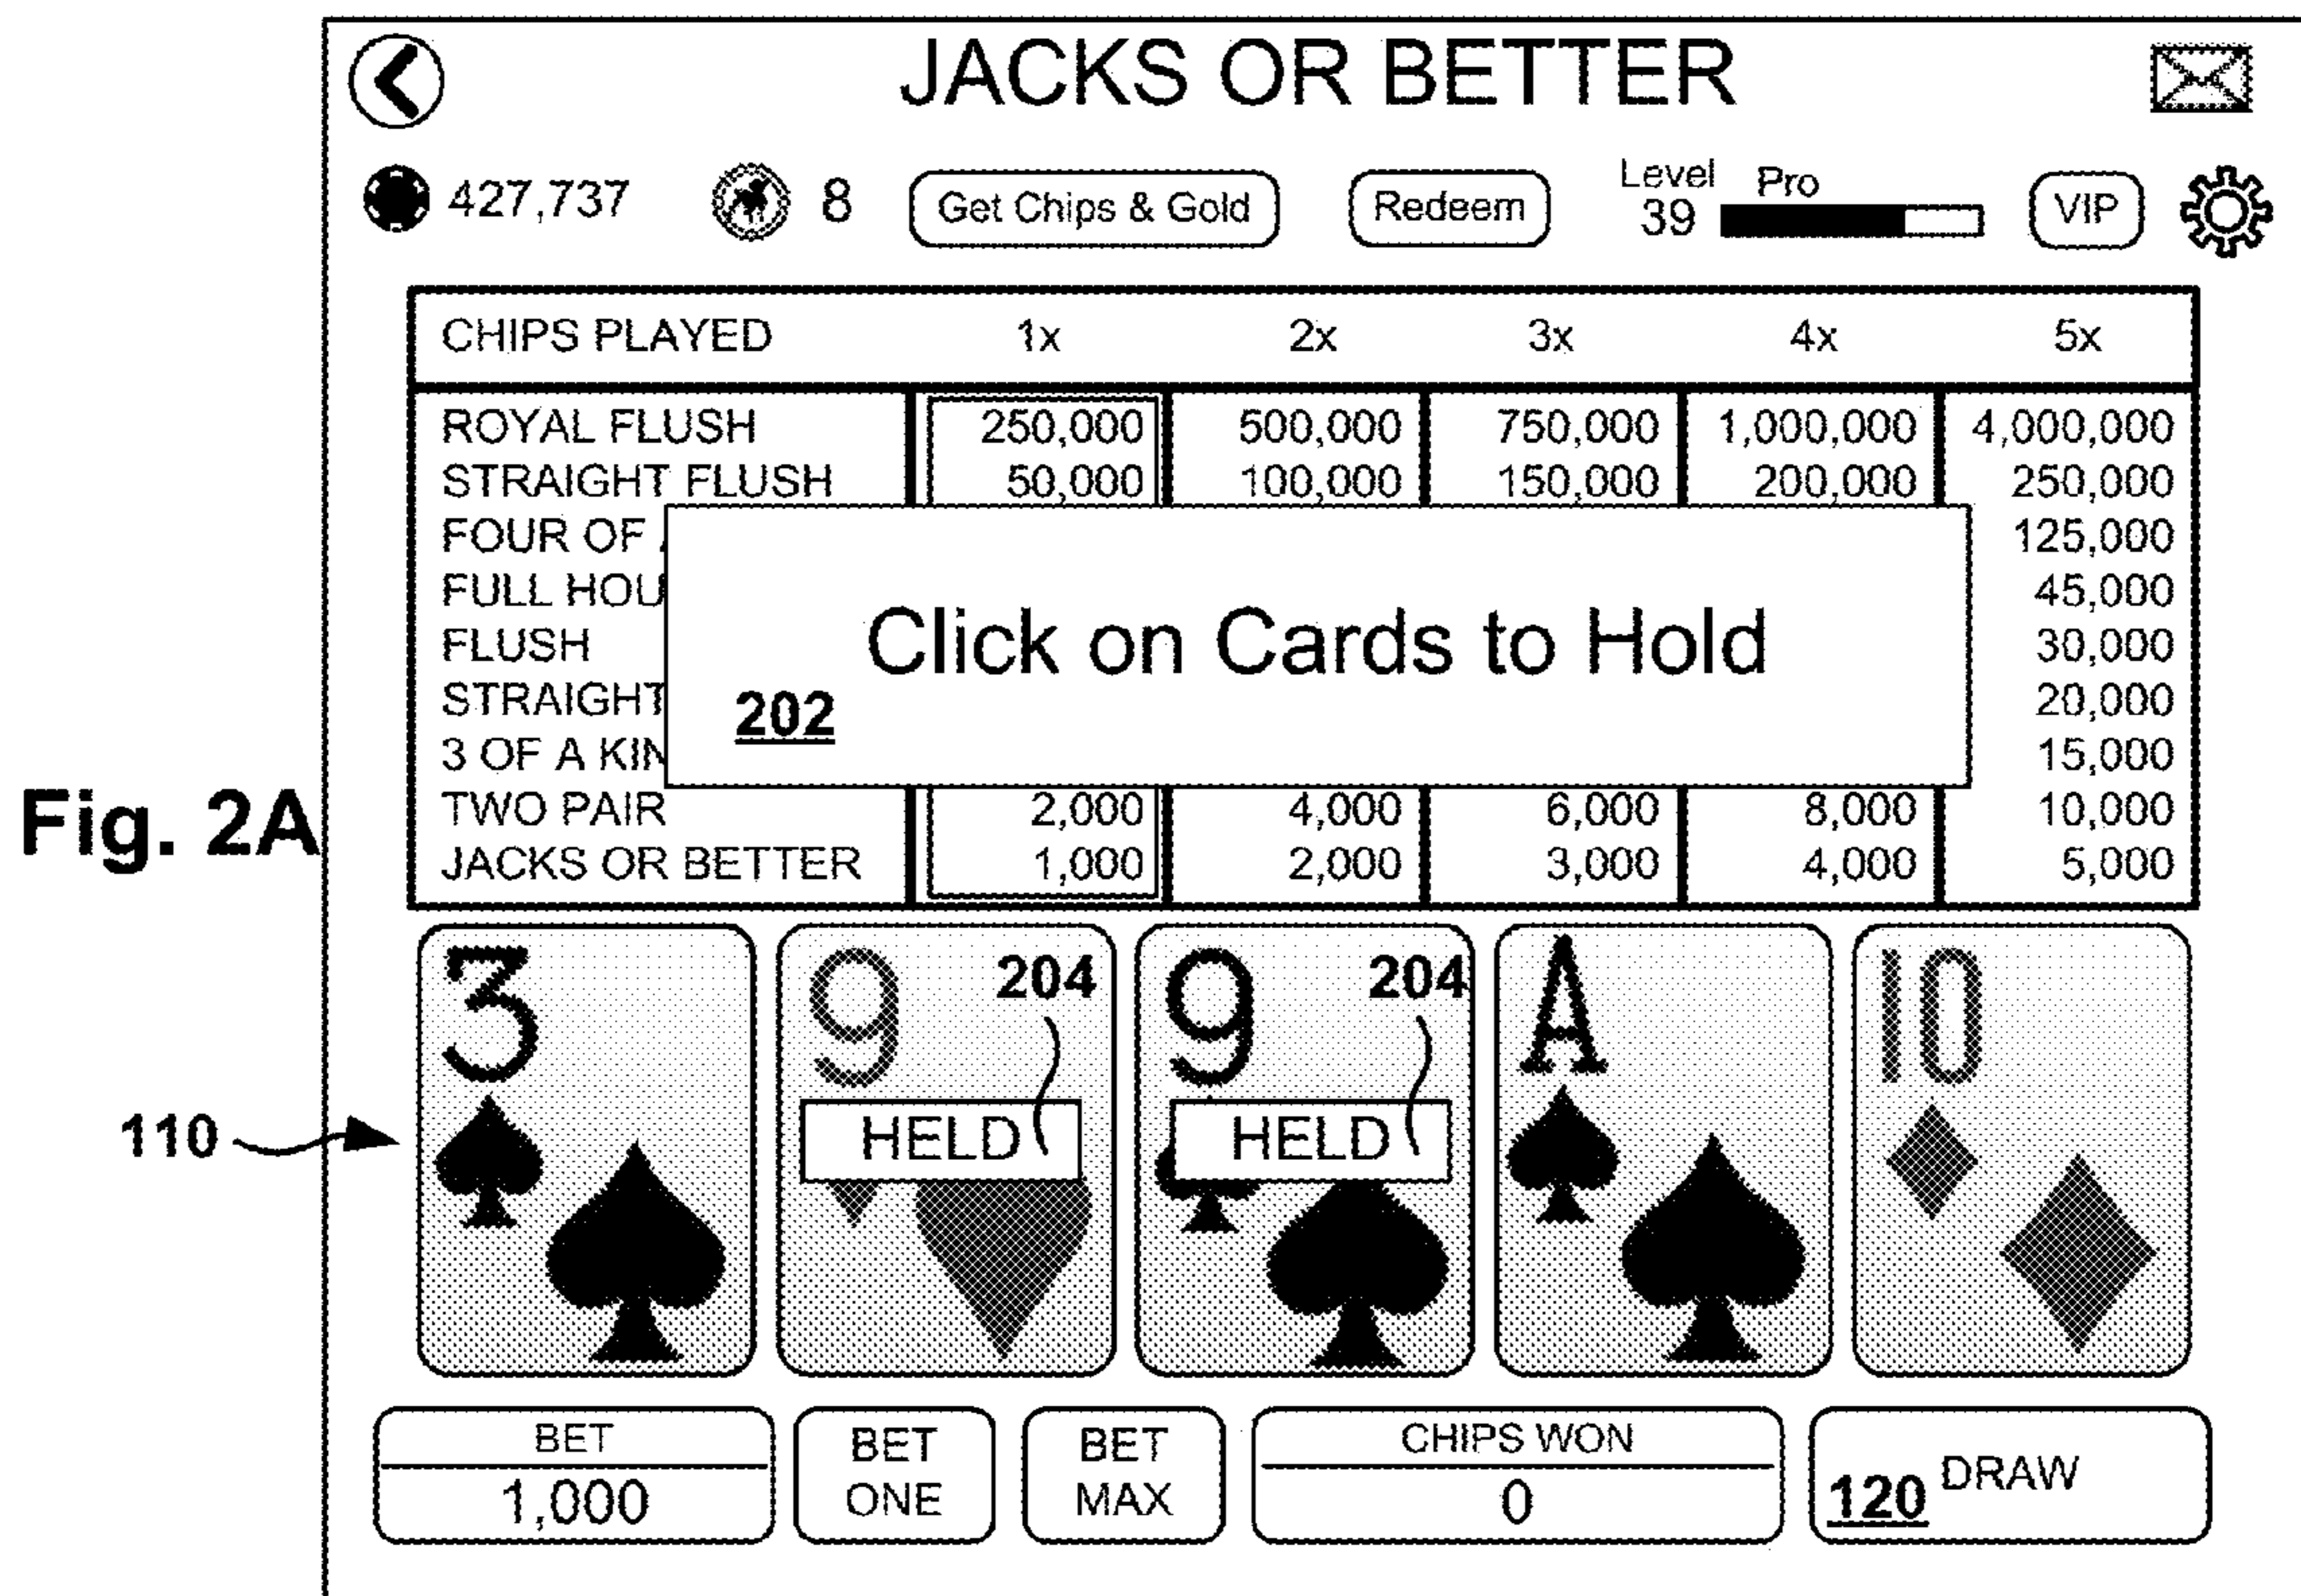 JACKS OR BETTER
427,737 8 Get Chips & Gold Redeem Level 39 Pro VIP
CHIPS PLAYED 1x 2x 3x 4x 5x
ROYAL FLUSH 250,000 500,000 750,000 1,000,000 4,000,000
STRAIGHT FLUSH 50,000 100,000 150,000 200,000 250,000
FOUR OF 125,000
FULL HOU 45,000
Click on Cards to Hold
FLUSH 30,000
STRAIGHT 20,000
202
3 OF A KIN 15,000
TWO PAIR 2,000 4,000 6,000 8,000 10,000
JACKS OR BETTER 1,000 2,000 3,000 4,000 5,000
Fig. 2A
3 9 204 9 204 A 10
110 HELD HELD
BET BET CHIPS WON
1,000 ONE MAX 0
BET
120 DRAW